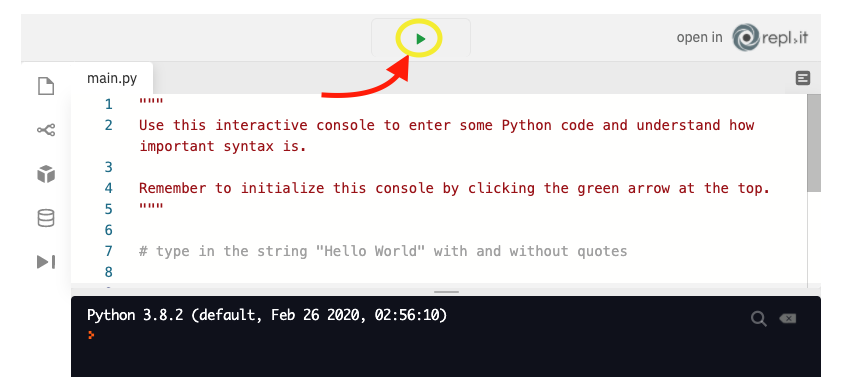 open in repl.it
main.py
1 """
2 Use this interactive console to enter some Python code and understand how
important syntax is.
3
4 Remember to initialize this console by clicking the green arrow at the top.
5 """
6
7 # type in the string "Hello World" with and without quotes
8
Python 3.8.2 (default, Feb 26 2020, 02:56:10)